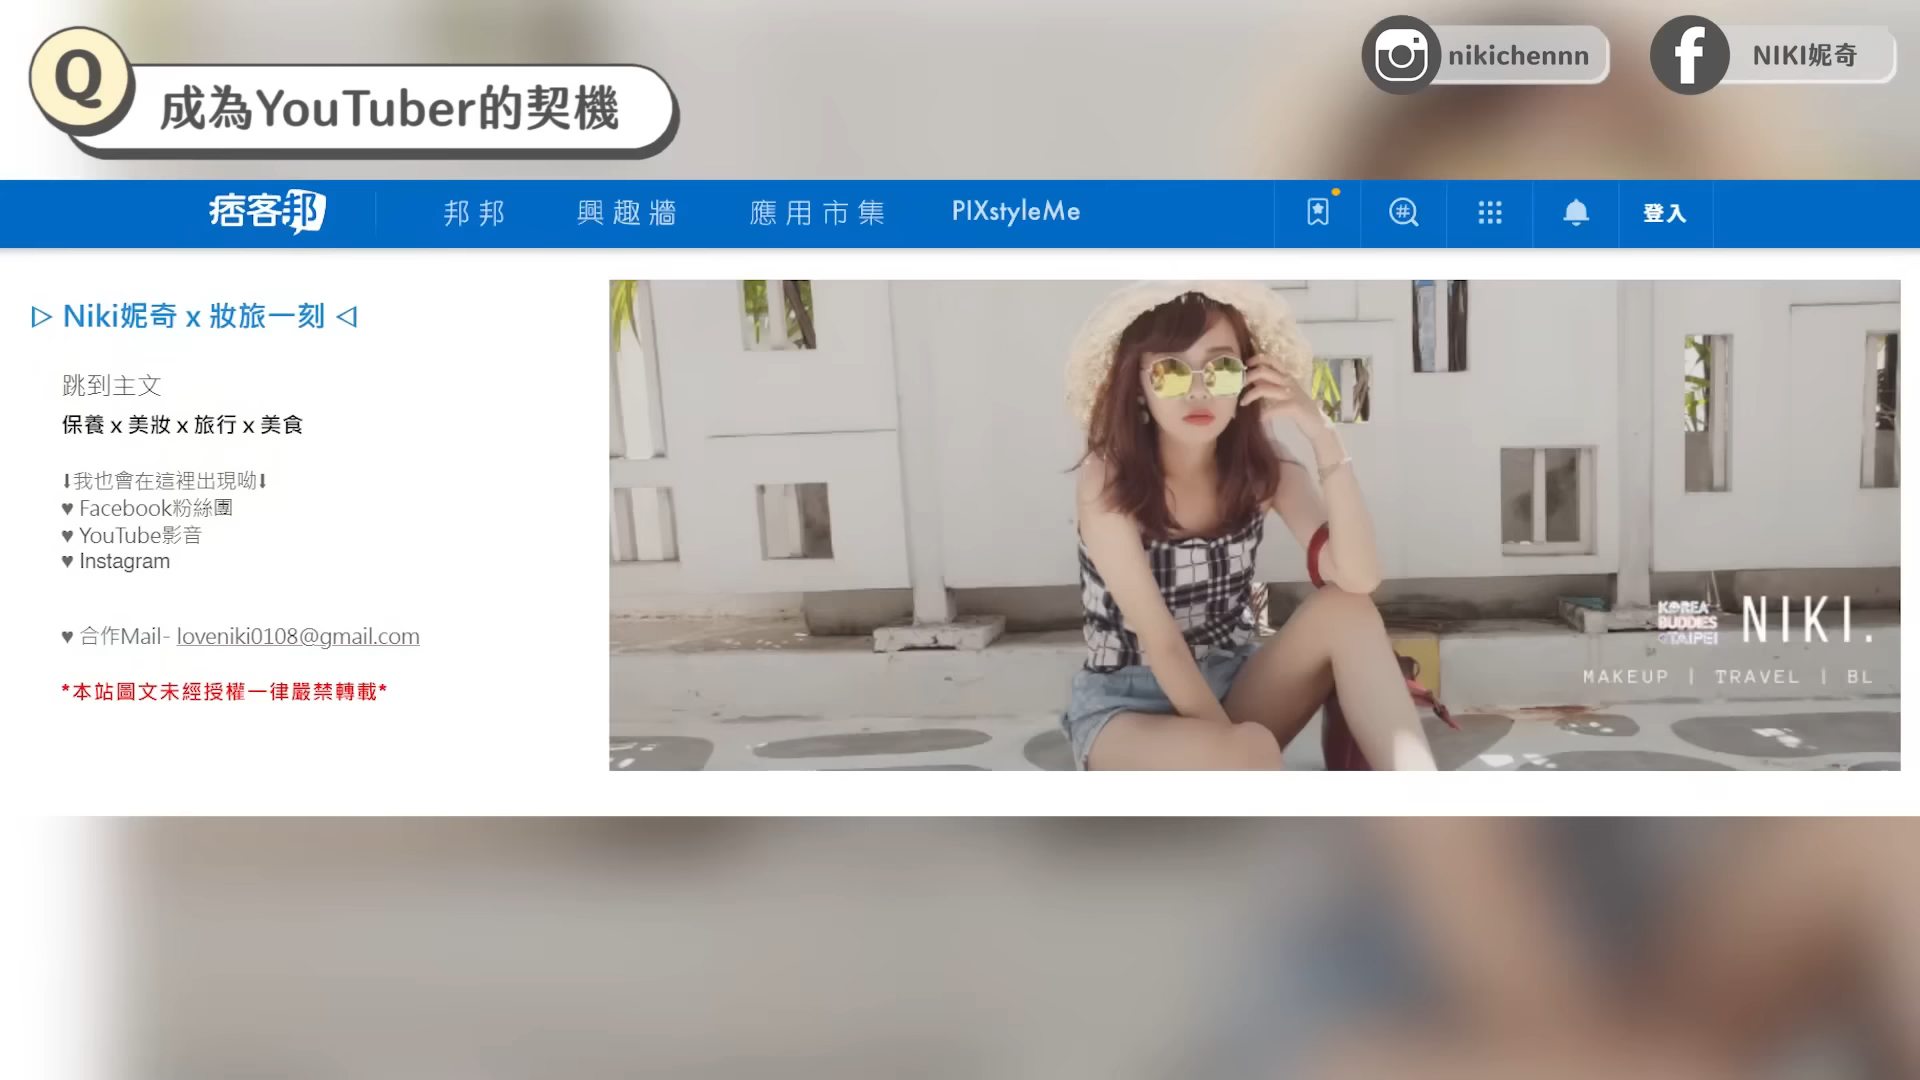 Q
成為YouTuber的契機
nikichennn
NIKI妮奇
痞客邦
邦邦
興趣牆
應用市集
PIXstyleMe
登入
▷ Niki妮奇 x 妝旅一刻 ◁
跳到主文
保養 x 美妝 x 旅行 x 美食
⬇我也會在這裡出現呦⬇
♥ Facebook粉絲團
♥ YouTube影音
♥ Instagram
♥ 合作Mail- loveniki0108@gmail.com
*本站圖文未經授權一律嚴禁轉載*
KOREA
BUDDIES
TAIPEI
NIKI.
MAKEUP | TRAVEL | BL